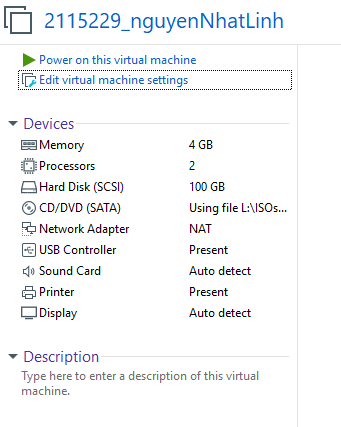 2115229_nguyenNhatLinh
Power on this virtual machine
Edit virtual machine settings
Devices
Memory 4 GB
Processors 2
Hard Disk (SCSI) 100 GB
CD/DVD (SATA) Using file L:\ISOs...
Network Adapter NAT
USB Controller Present
Sound Card Auto detect
Printer Present
Display Auto detect
Description
Type here to enter a description of this virtual
machine.